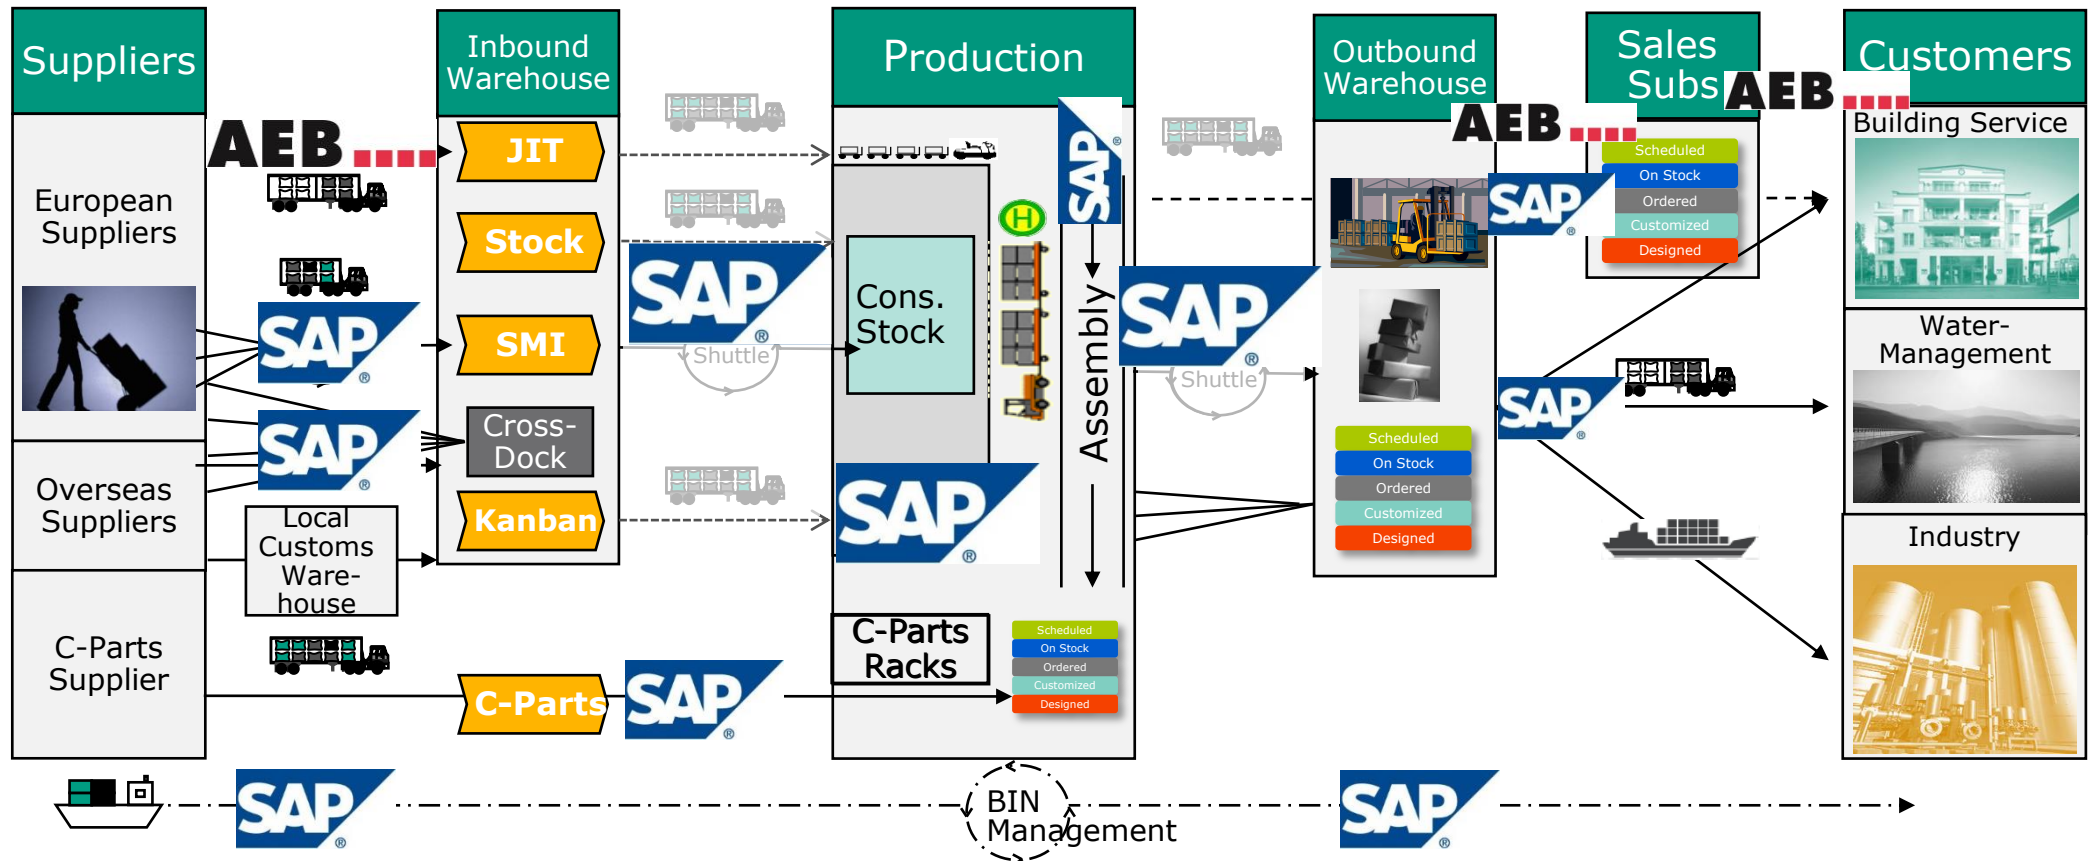 Suppliers
European
Suppliers
Overseas
Suppliers
C-Parts
Supplier
AEB
SAP
®
SAP
®
Local
Customs
Ware-
house
Inbound
Warehouse
JIT
Stock
SMI
Cross-
Dock
Kanban
C-Parts
SAP
®
Shuttle
SAP
®
Production
SAP
®
H
Cons.
Stock
Assembly
SAP
®
C-Parts
Racks
Scheduled
On Stock
Ordered
Customized
Designed
SAP
®
Shuttle
Outbound
Warehouse
AEB
SAP
®
Scheduled
On Stock
Ordered
Customized
Designed
SAP
®
Sales
Subs
AEB
Scheduled
On Stock
Ordered
Customized
Designed
Customers
Building Service
Water-
Management
Industry
SAP
®
BIN
Management
SAP
®